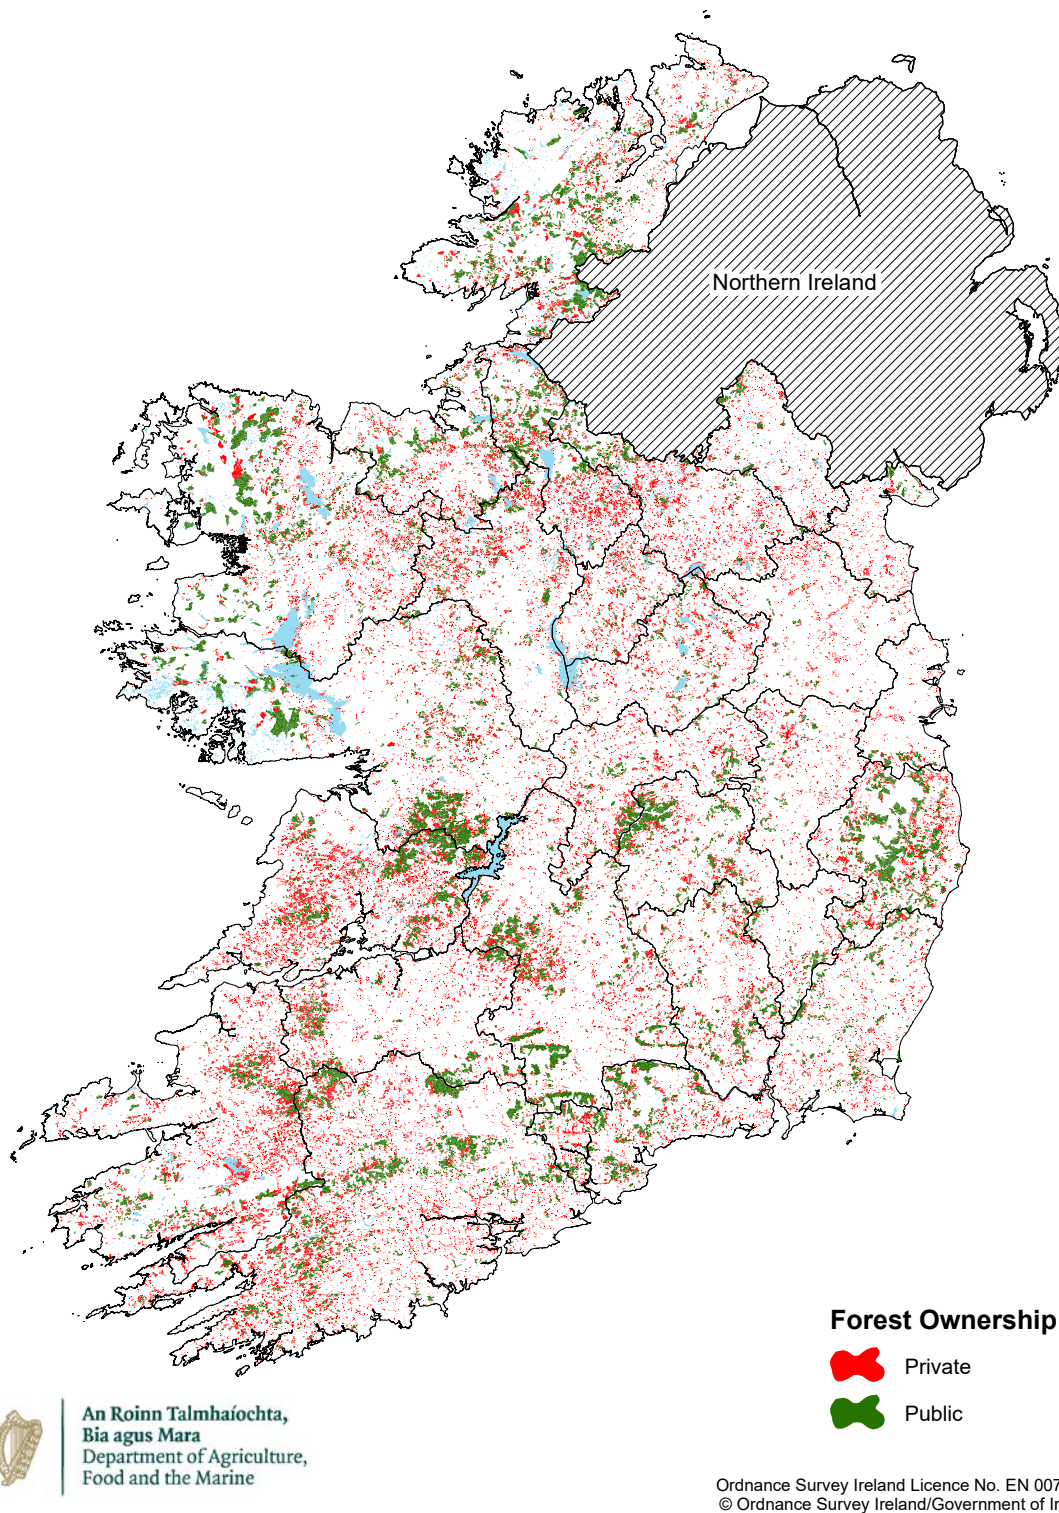 Northern Ireland
Forest Ownership
Private
Public
An Roinn Talmhaíochta,
Bia agus Mara
Department of Agriculture,
Food and the Marine
Ordnance Survey Ireland Licence No. EN 007
© Ordnance Survey Ireland/Government of